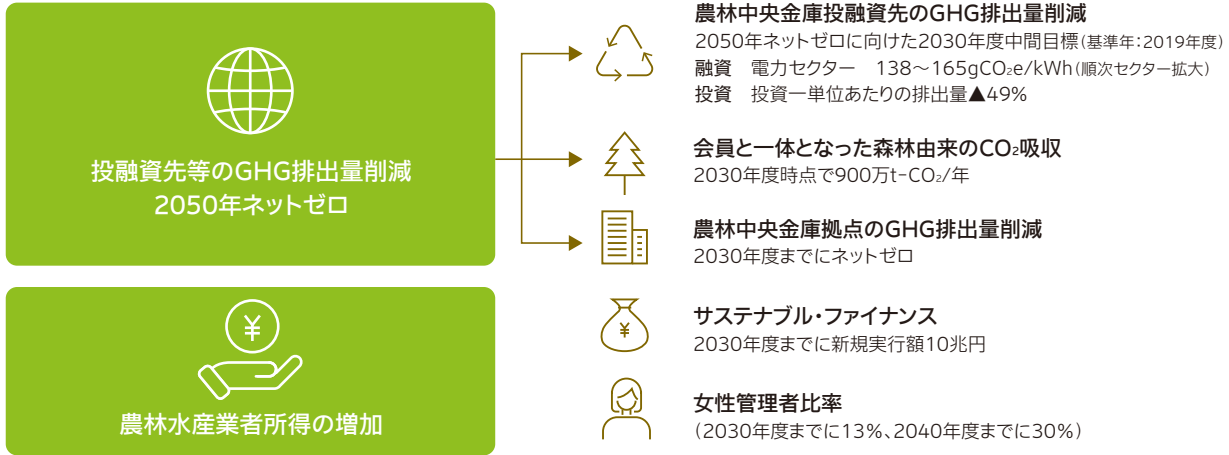 投融資先等のGHG排出量削減
2050年ネットゼロ
農林中央金庫投融資先のGHG排出量削減
2050年ネットゼロに向けた2030年度中間目標(基準年:2019年度)
融資 電力セクター 138~165gCO₂e/kWh(順次セクター拡大)
投資 投資一単位あたりの排出量▲49%
会員と一体となった森林由来のCO₂吸収
2030年度時点で900万t-CO₂/年
農林中央金庫拠点のGHG排出量削減
2030年度までにネットゼロ
¥
農林水産業者所得の増加
¥
サステナブル・ファイナンス
2030年度までに新規実行額10兆円
女性管理者比率
(2030年度までに13%、2040年度までに30%)